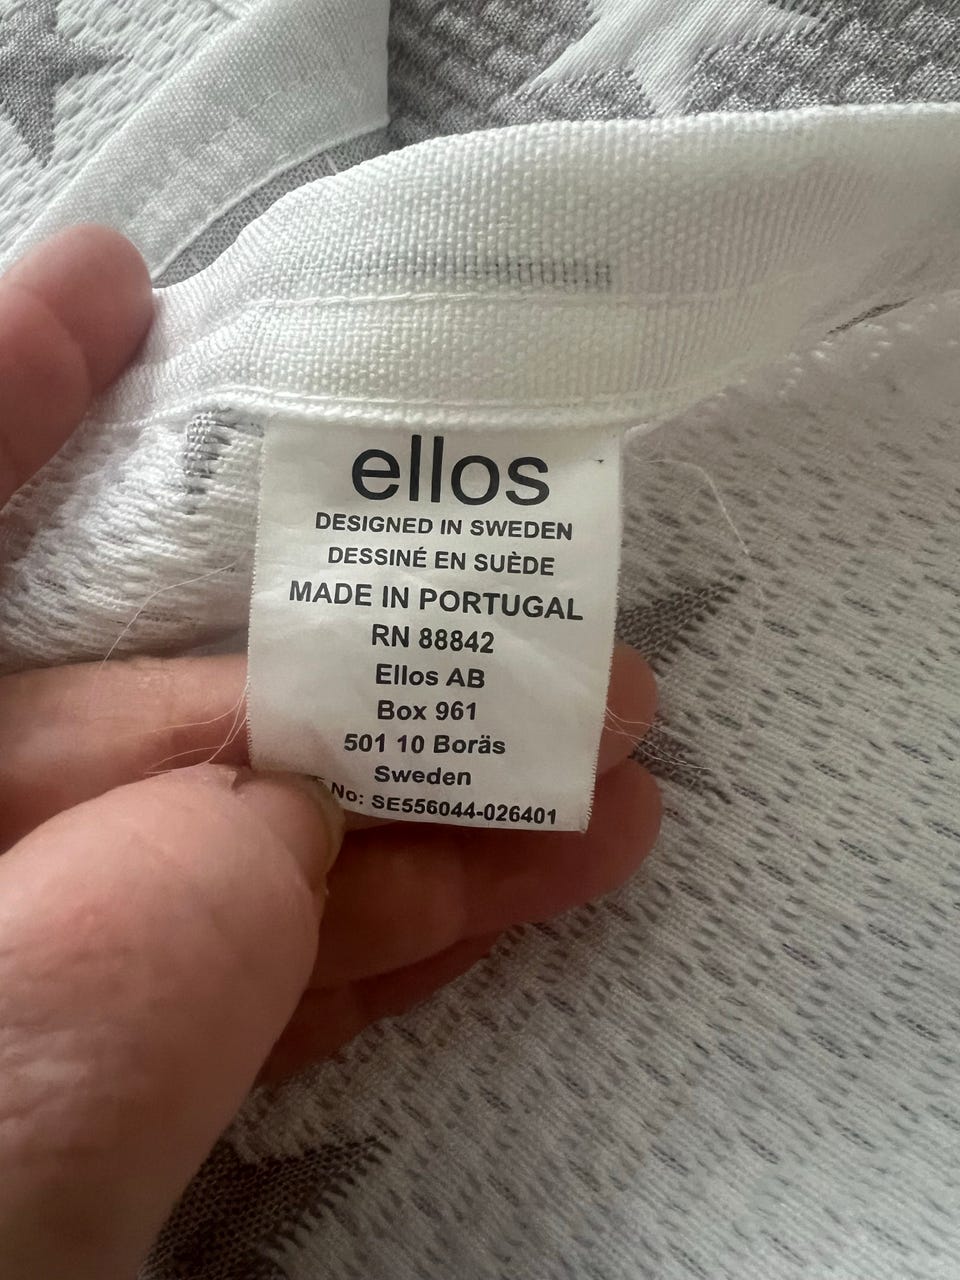 ellos
DESIGNED IN SWEDEN
DESSINÉ EN SUÈDE
MADE IN PORTUGAL
RN 88842
Ellos AB
Box 961
501 10 Boräs
Sweden
No: SE556044-026401